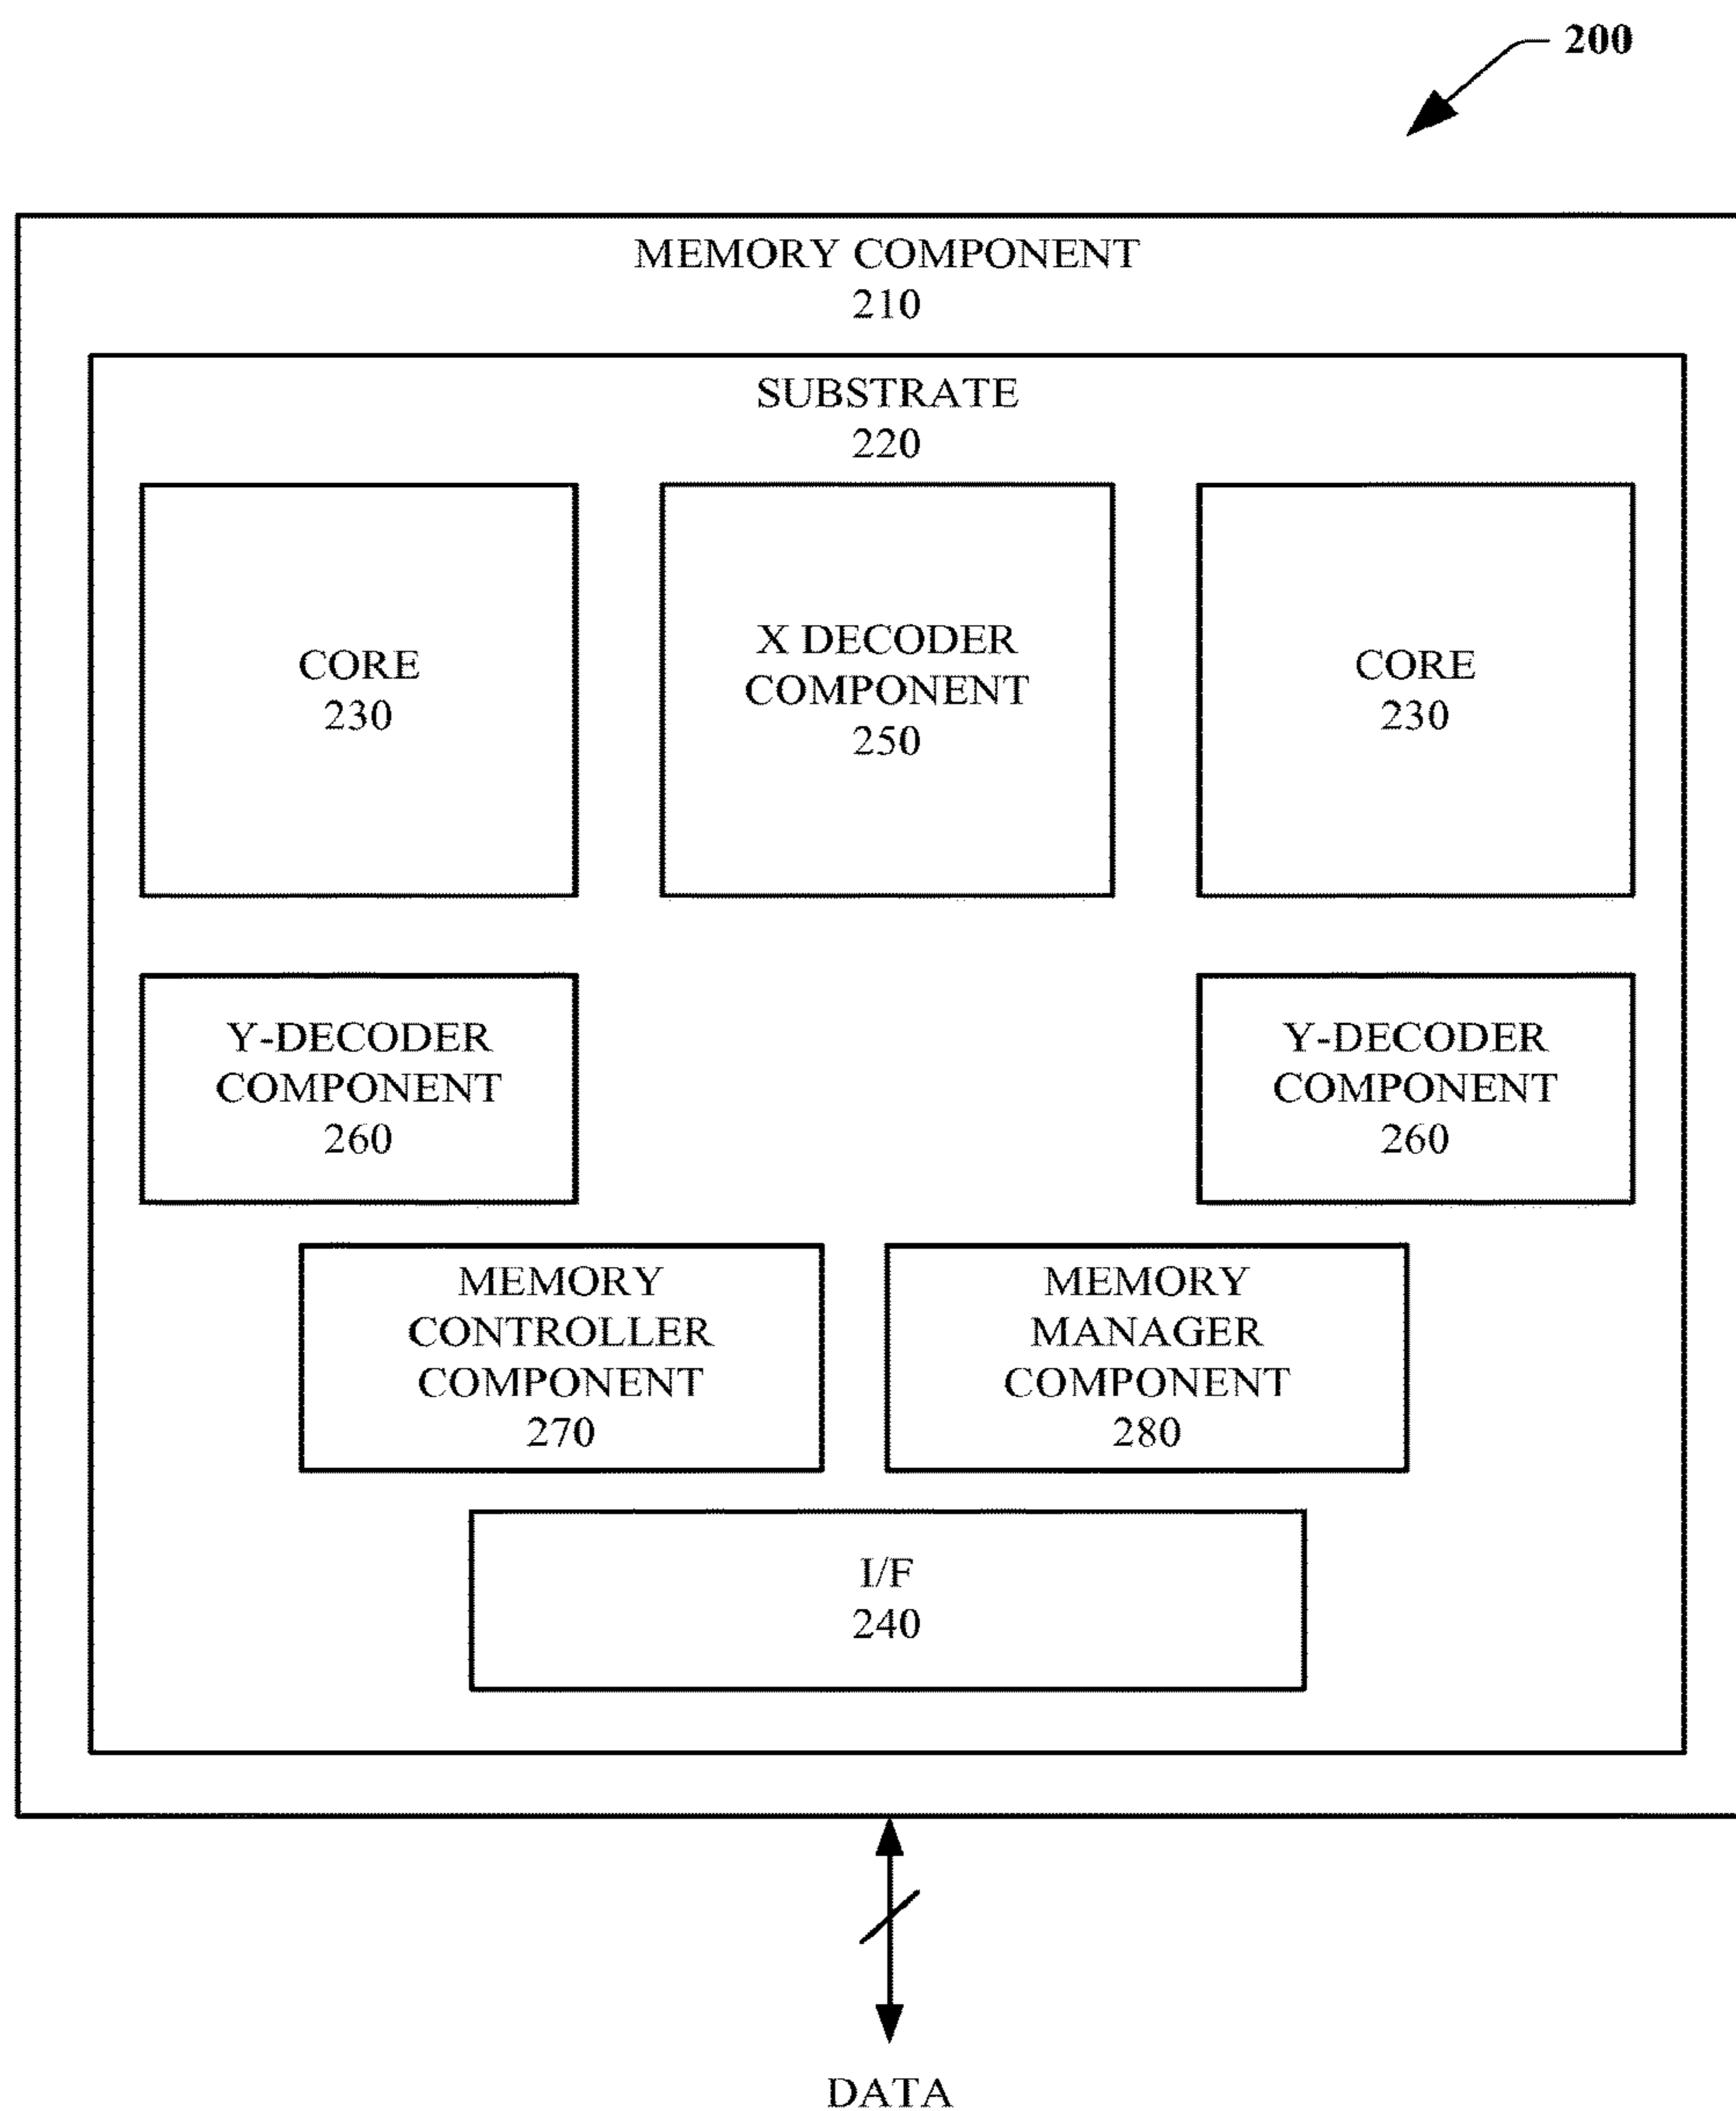 200
MEMORY COMPONENT
210
SUBSTRATE
220
CORE
230
X DECODER
COMPONENT
250
CORE
230
Y-DECODER
COMPONENT
260
Y-DECODER
COMPONENT
260
MEMORY
CONTROLLER
COMPONENT
270
MEMORY
MANAGER
COMPONENT
280
I/F
240
DATA